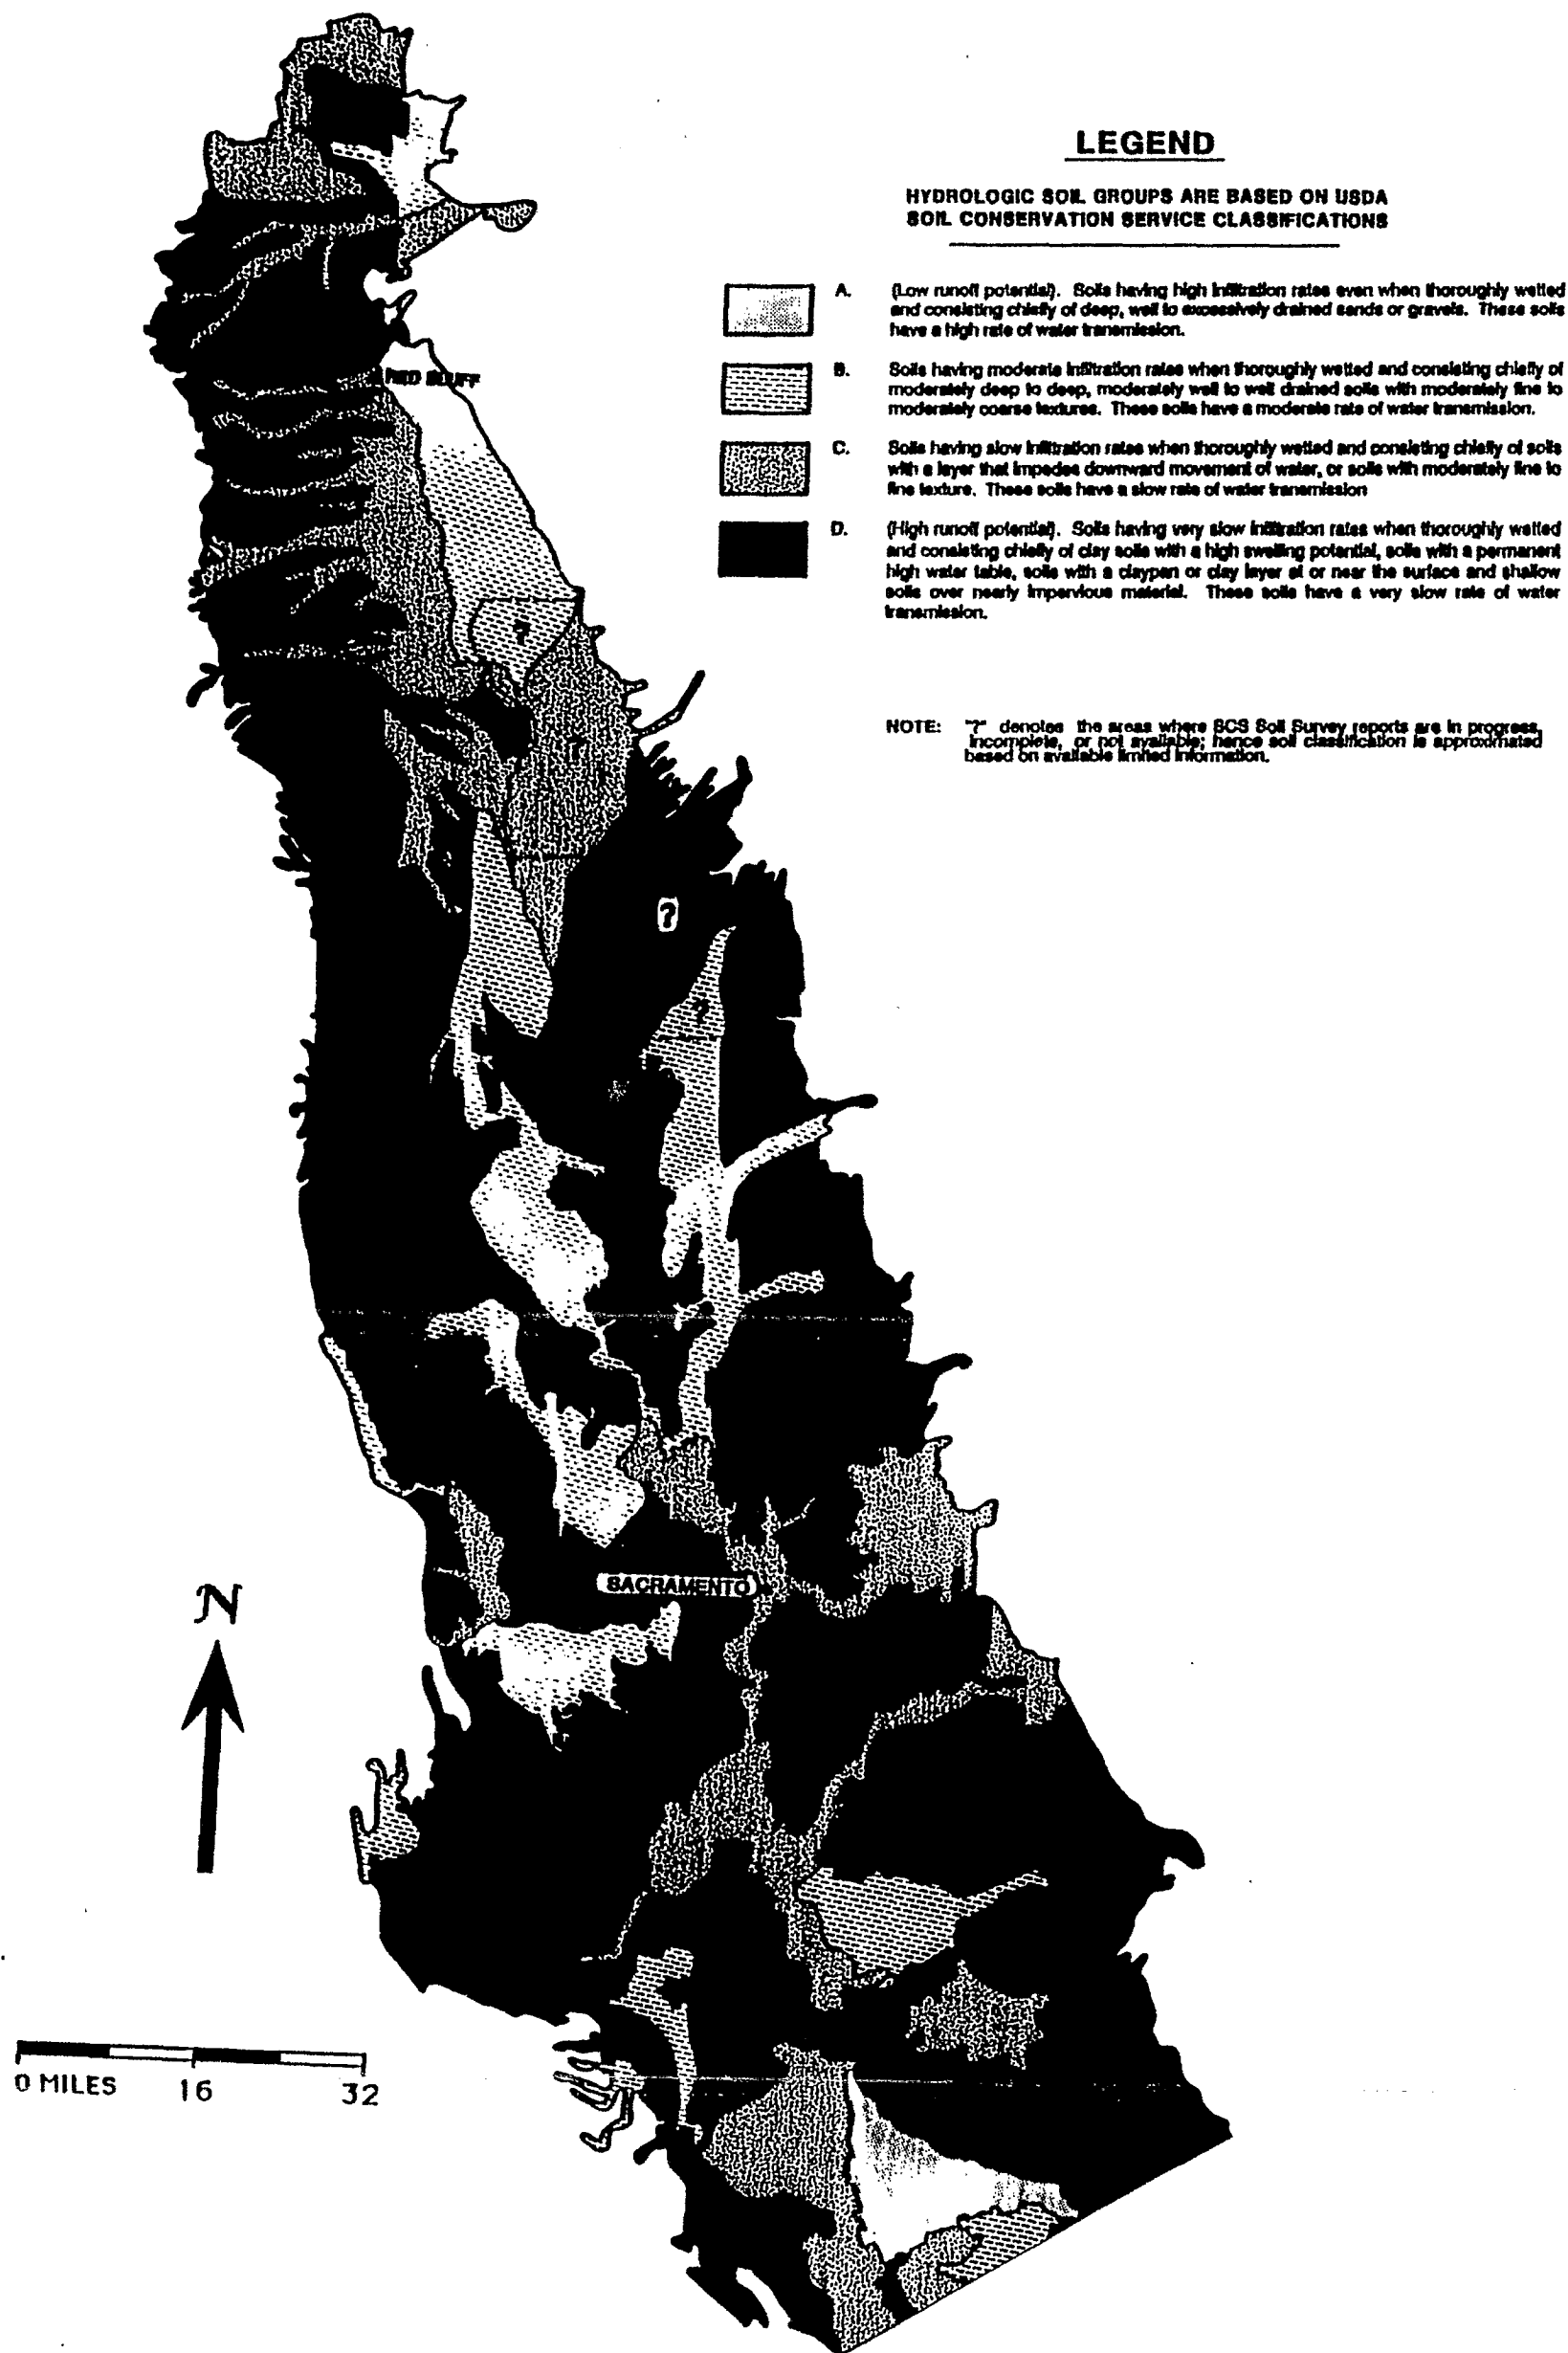 LEGEND
HYDROLOGIC SOIL GROUPS ARE BASED ON USDA
SOIL CONSERVATION SERVICE CLASSIFICATIONS
A. (Low runoff potential). Soils having high infiltration rates even when thoroughly wetted
and consisting chiefly of deep, well to excessively drained sands or gravels. These soils
have a high rate of water transmission.
B. Soils having moderate infiltration rates when thoroughly wetted and consisting chiefly of
moderately deep to deep, moderately well to well drained soils with moderately fine to
moderately coarse textures. These soils have a moderate rate of water transmission.
C. Soils having slow infiltration rates when thoroughly wetted and consisting chiefly of soils
with a layer that impedes downward movement of water, or soils with moderately fine to
fine texture. These soils have a slow rate of water transmission
D. (High runoff potential). Soils having very slow infiltration rates when thoroughly wetted
and consisting chiefly of clay soils with a high swelling potential, soils with a permanent
high water table, soils with a claypan or clay layer at or near the surface and shallow
soils over nearly impervious material. These soils have a very slow rate of water
transmission.
NOTE: "?" denotes the areas where SCS Soil Survey reports are in progress,
incomplete, or not available; hence soil classification is approximated
based on available limited information.
RED BLUFF
?
?
?
?
SACRAMENTO
N
0 MILES 16 32